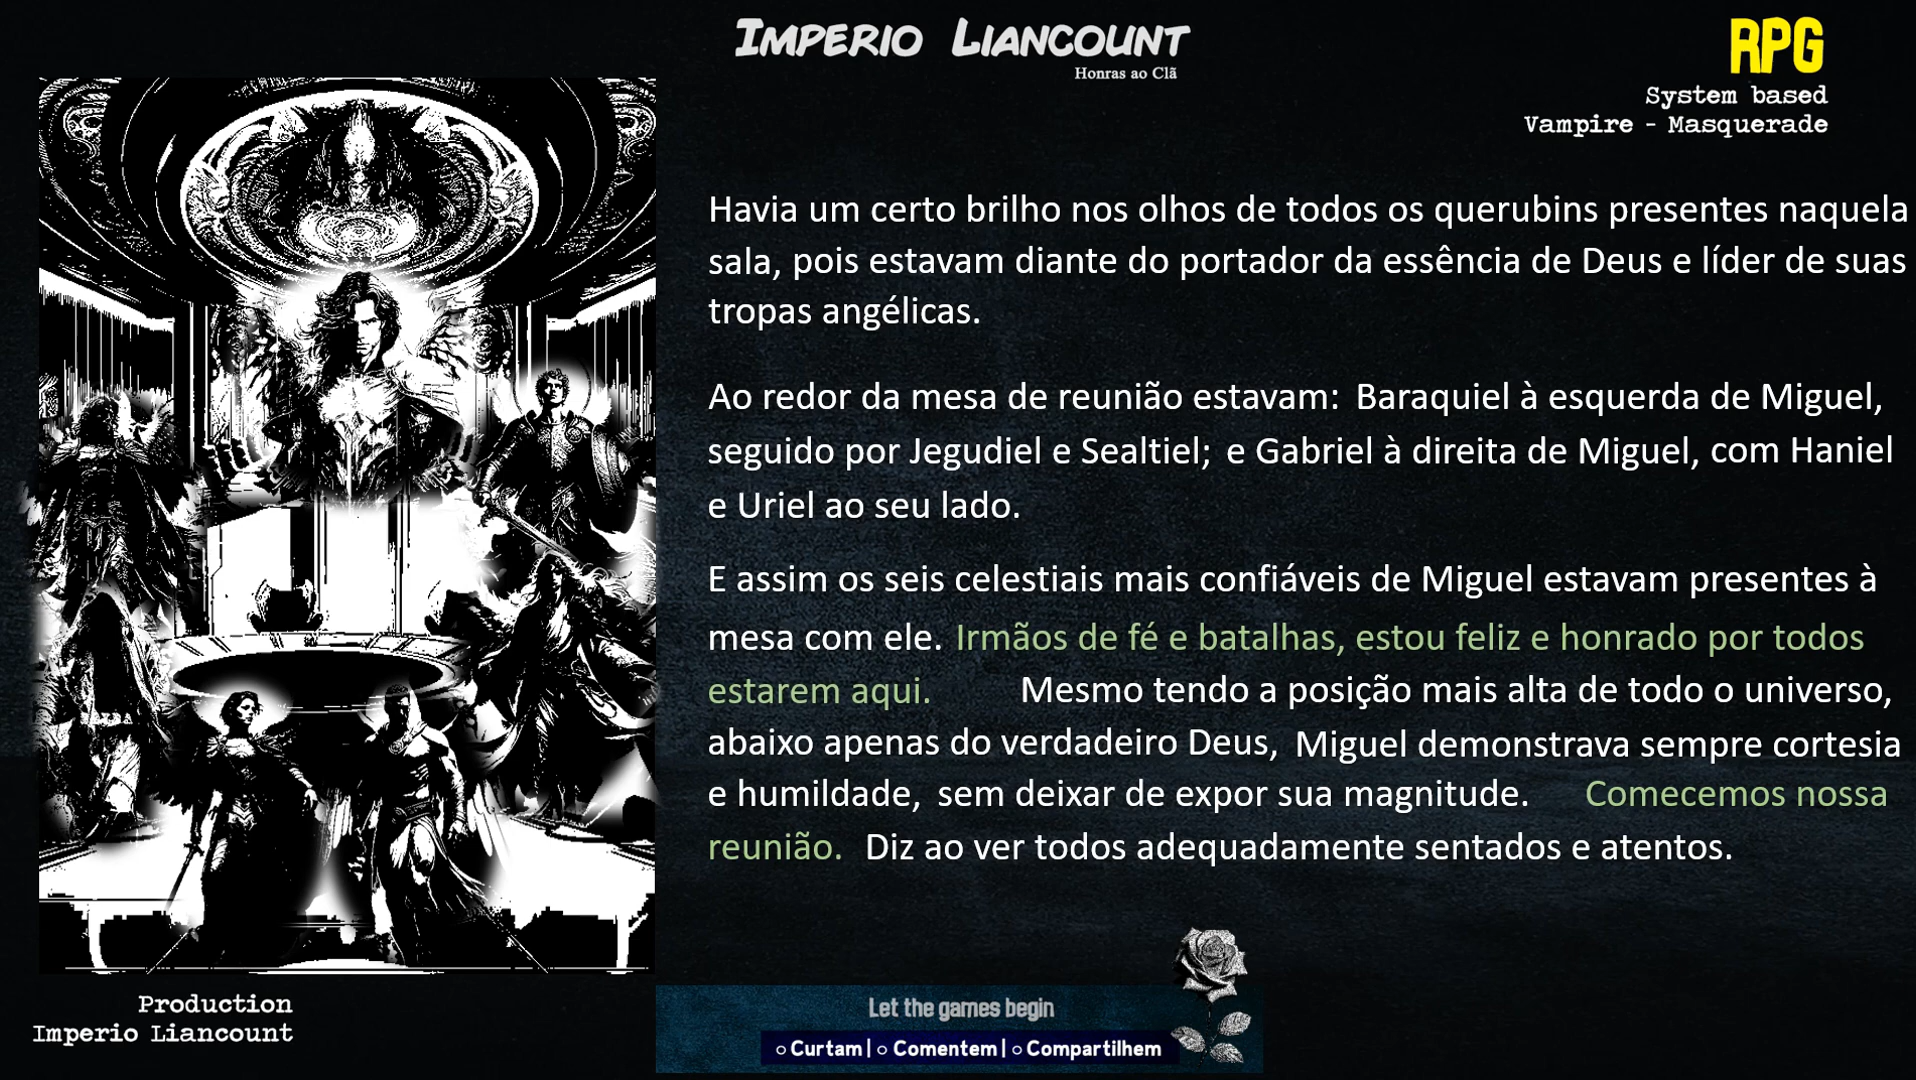 IMPERIO LIANCOUNT
Honras ao Clã
RPG
System based
Vampire - Masquerade
Havia um certo brilho nos olhos de todos os querubins presentes naquela
sala, pois estavam diante do portador da essência de Deus e líder de suas
tropas angélicas.
Ao redor da mesa de reunião estavam: Baraquiel à esquerda de Miguel,
seguido por Jegudiel e Sealtiel; e Gabriel à direita de Miguel, com Haniel
e Uriel ao seu lado.
E assim os seis celestiais mais confiáveis de Miguel estavam presentes à
mesa com ele. Irmãos de fé e batalhas, estou feliz e honrado por todos
estarem aqui. Mesmo tendo a posição mais alta de todo o universo,
abaixo apenas do verdadeiro Deus, Miguel demonstrava sempre cortesia
e humildade, sem deixar de expor sua magnitude. Comecemos nossa
reunião. Diz ao ver todos adequadamente sentados e atentos.
Production
Imperio Liancount
Let the games begin
○ Curtam | ○ Comentem | ○ Compartilhem